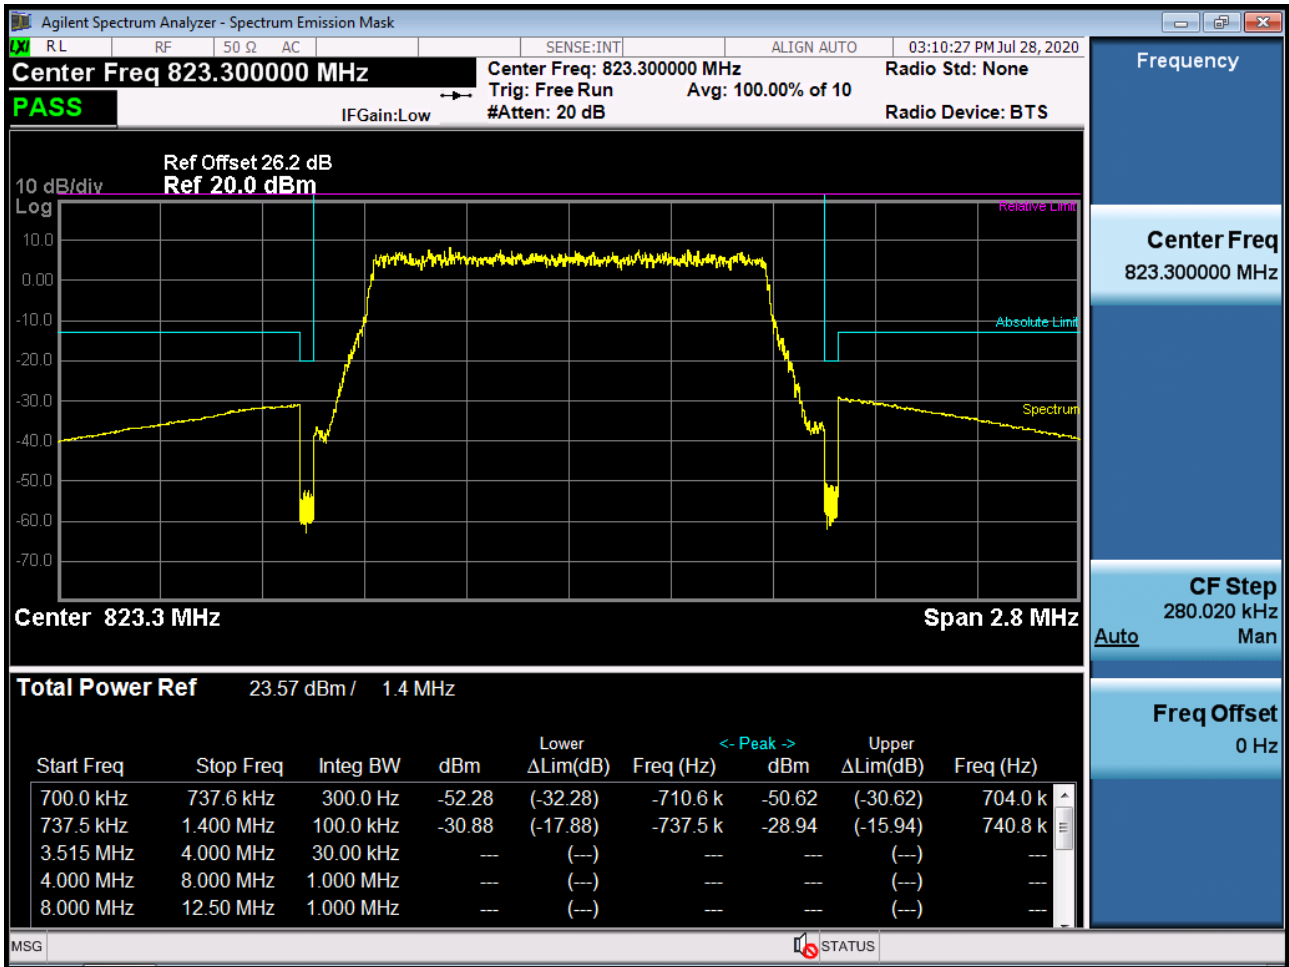 Agilent Spectrum Analyzer - Spectrum Emission Mask
LXI RL RF 50 Ω AC SENSE:INT ALIGN AUTO 03:10:27 PM Jul 28, 2020
Center Freq 823.300000 MHz
Center Freq: 823.300000 MHz Radio Std: None
Trig: Free Run Avg: 100.00% of 10
PASS
IFGain:Low #Atten: 20 dB Radio Device: BTS
Ref Offset 26.2 dB
10 dB/div Ref 20.0 dBm
Log
Relative Limit
10.0
0.00
-10.0
Absolute Limit
-20.0
-30.0
Spectrum
-40.0
-50.0
-60.0
-70.0
Center 823.3 MHz Span 2.8 MHz
Total Power Ref 23.57 dBm / 1.4 MHz
Lower <- Peak -> Upper
Start Freq Stop Freq Integ BW dBm ΔLim(dB) Freq (Hz) dBm ΔLim(dB) Freq (Hz)
700.0 kHz 737.6 kHz 300.0 Hz -52.28 (-32.28) -710.6 k -50.62 (-30.62) 704.0 k
737.5 kHz 1.400 MHz 100.0 kHz -30.88 (-17.88) -737.5 k -28.94 (-15.94) 740.8 k
3.515 MHz 4.000 MHz 30.00 kHz --- (---) --- --- (---) ---
4.000 MHz 8.000 MHz 1.000 MHz --- (---) --- --- (---) ---
8.000 MHz 12.50 MHz 1.000 MHz --- (---) --- --- (---) ---
MSG STATUS
Frequency
Center Freq
823.300000 MHz
CF Step
280.020 kHz
Auto Man
Freq Offset
0 Hz